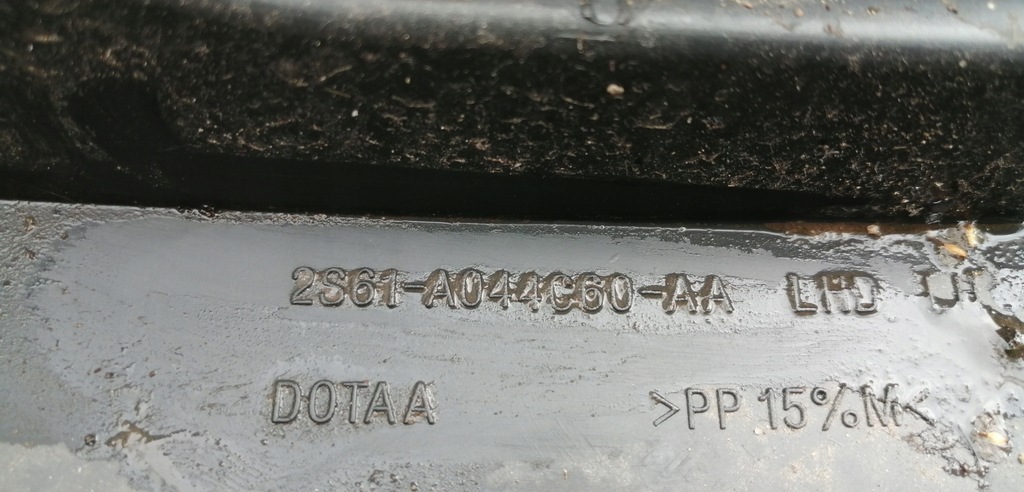 2S61-A044C60-AA LHD
DOTAA >PP 15%M<